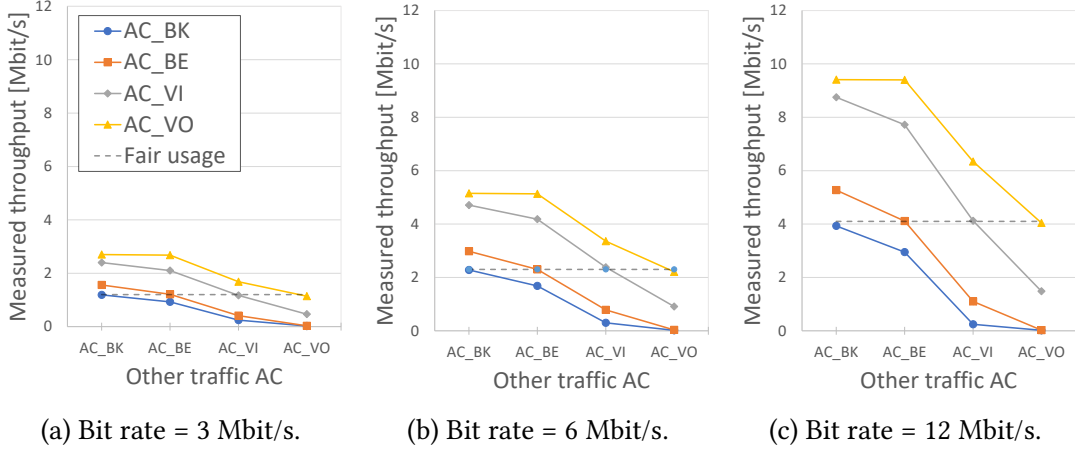 Measured throughput [Mbit/s]
12
10
8
6
4
2
0
AC_BK
AC_BE
AC_VI
AC_VO
Fair usage
AC_BK AC_BE AC_VI AC_VO
Other traffic AC
(a) Bit rate = 3 Mbit/s.
Measured throughput [Mbit/s]
12
10
8
6
4
2
0
AC_BK AC_BE AC_VI AC_VO
Other traffic AC
(b) Bit rate = 6 Mbit/s.
Measured throughput [Mbit/s]
12
10
8
6
4
2
0
AC_BK AC_BE AC_VI AC_VO
Other traffic AC
(c) Bit rate = 12 Mbit/s.